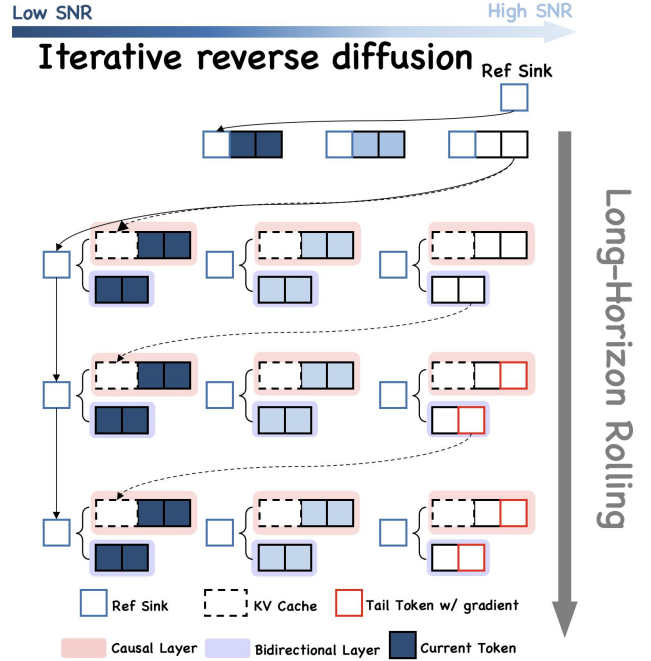 Low SNR
High SNR
Iterative reverse diffusion
Ref Sink
Long-Horizon Rolling
Ref Sink
KV Cache
Tail Token w/ gradient
Causal Layer
Bidirectional Layer
Current Token